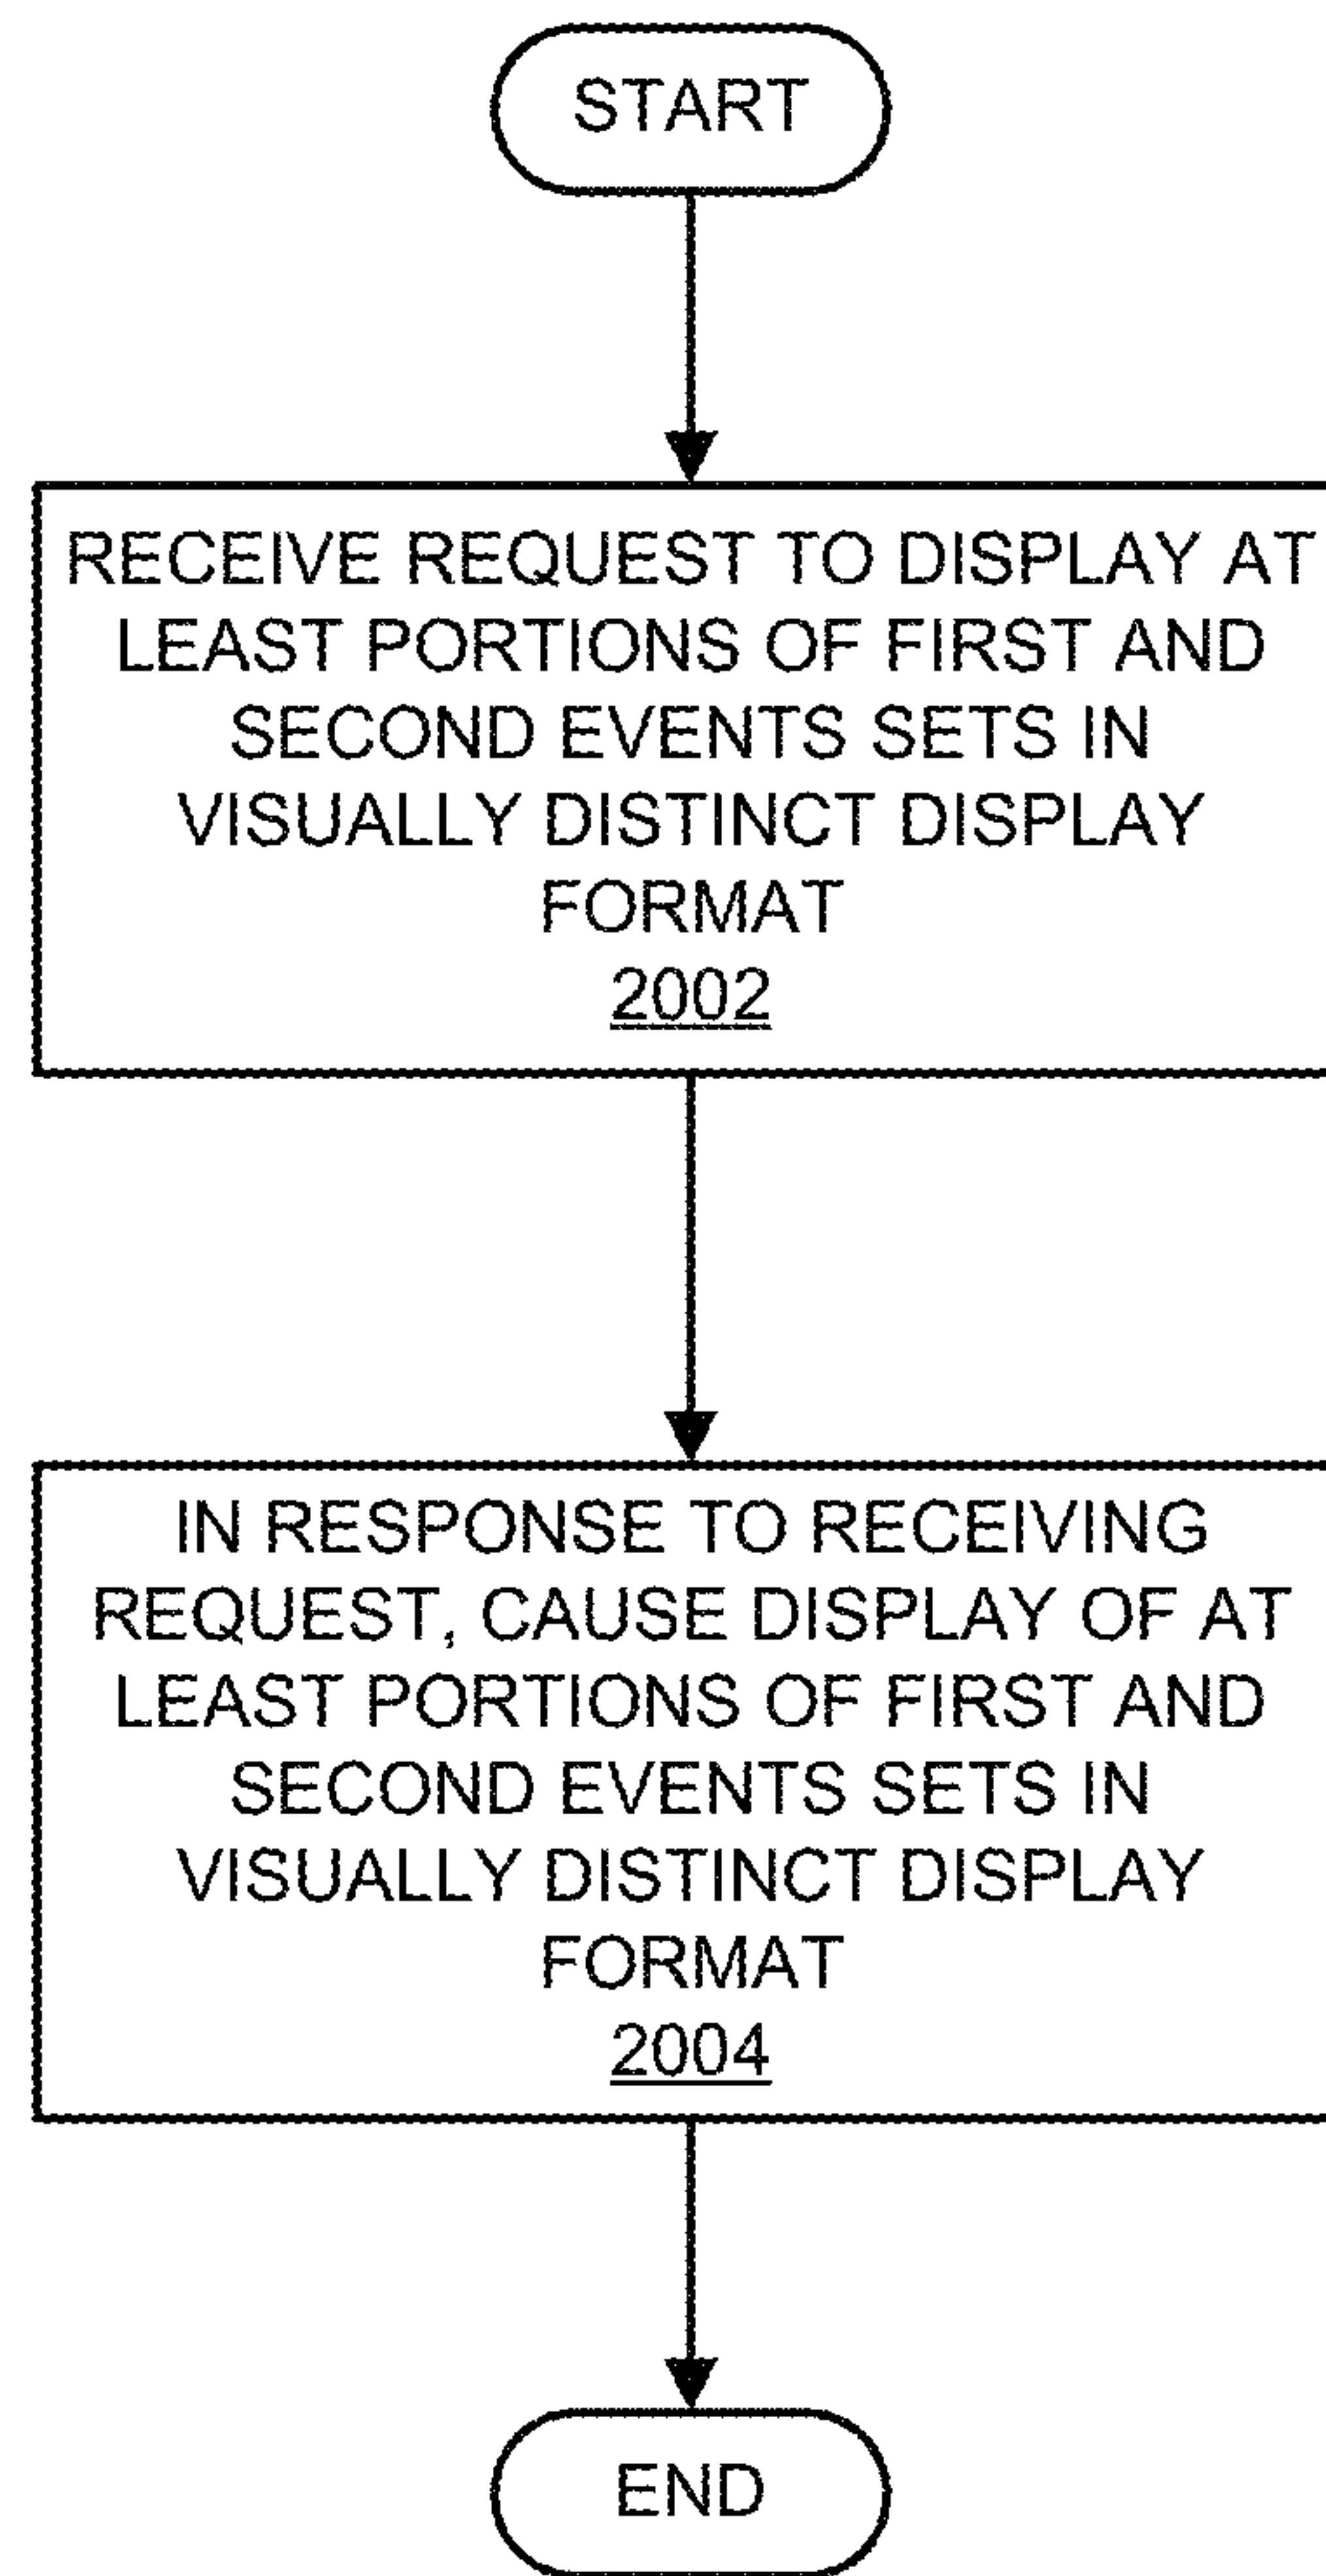 START
RECEIVE REQUEST TO DISPLAY AT
LEAST PORTIONS OF FIRST AND
SECOND EVENTS SETS IN
VISUALLY DISTINCT DISPLAY
FORMAT
2002
IN RESPONSE TO RECEIVING
REQUEST, CAUSE DISPLAY OF AT
LEAST PORTIONS OF FIRST AND
SECOND EVENTS SETS IN
VISUALLY DISTINCT DISPLAY
FORMAT
2004
END